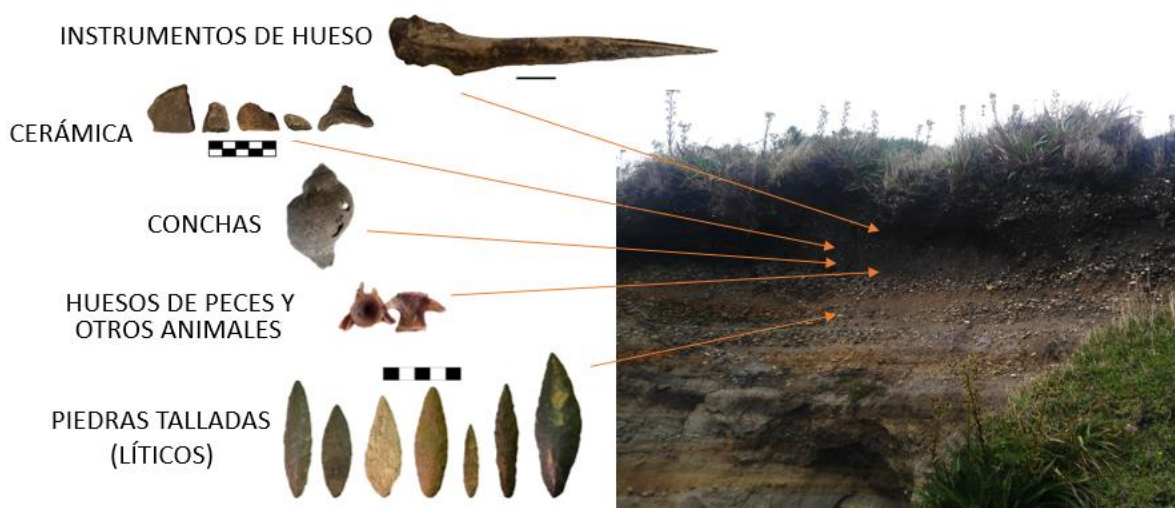 INSTRUMENTOS DE HUESO
CERÁMICA
CONCHAS
HUESOS DE PECES Y
OTROS ANIMALES
PIEDRAS TALLADAS
(LÍTICOS)